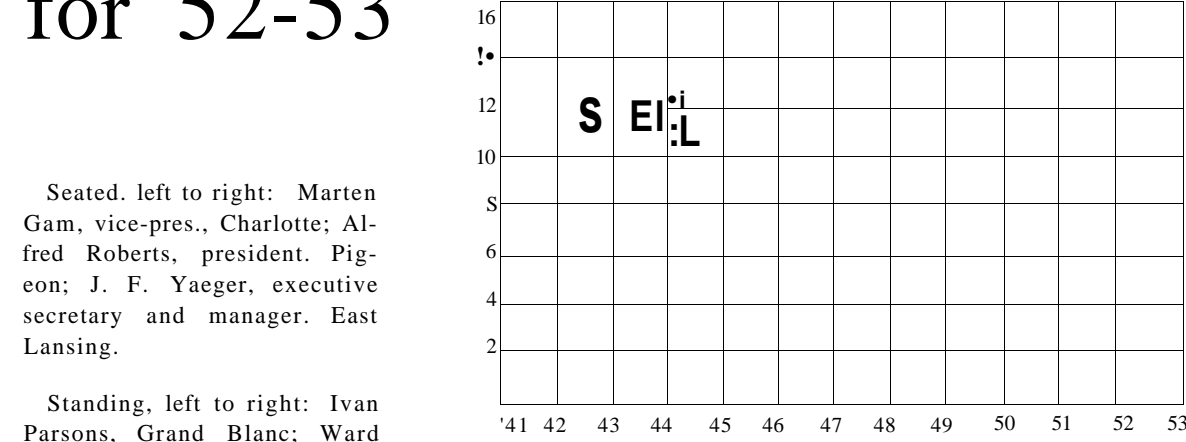 for 52-53
Seated. left to right: Marten
Gam, vice-pres., Charlotte; Al-
fred Roberts, president. Pig-
eon; J. F. Yaeger, executive
secretary and manager. East
Lansing.
Standing, left to right: Ivan
Parsons, Grand Blanc; Ward
16
!•
12
10
S
6
4
2
S EI•i
:L
'41 42 43 44 45 46 47 48 49 50 51 52 53